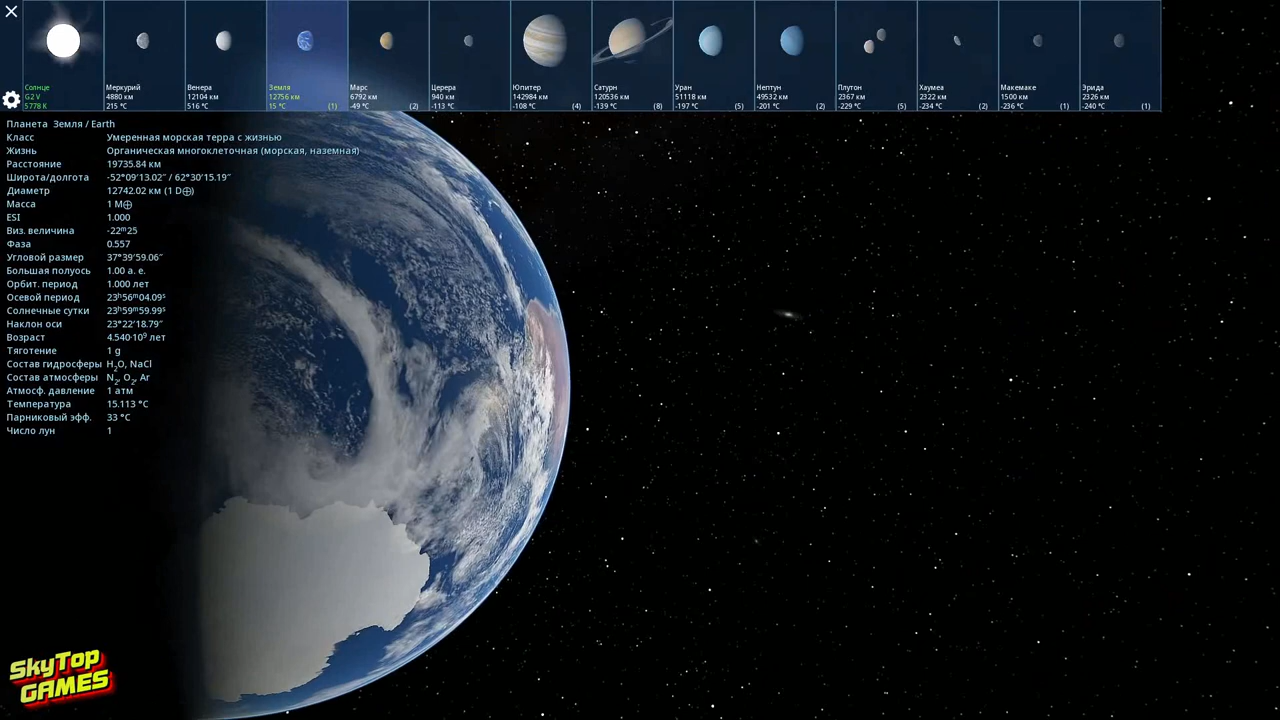 Солнце
G2 V
5778 K
Меркурий
4880 км
215 °C
Венера
12104 км
516 °C
Земля
12756 км
15 °C (1)
Марс
6792 км
-49 °C (2)
Церера
940 км
-113 °C
Юпитер
142984 км
-108 °C (4)
Сатурн
120536 км
-139 °C (8)
Уран
51118 км
-197 °C (5)
Нептун
49532 км
-201 °C (2)
Плутон
2367 км
-229 °C (5)
Хаумеа
2322 км
-234 °C (2)
Макемаке
1500 км
-236 °C (1)
Эрида
2326 км
-240 °C (1)
Планета Земля / Earth
Класс Умеренная морская терра с жизнью
Жизнь Органическая многоклеточная (морская, наземная)
Расстояние 19735.84 км
Широта/долгота -52°09′13.02″ / 62°30′15.19″
Диаметр 12742.02 км (1 D⊕)
Масса 1 M⊕
ESI 1.000
Виз. величина -22ᵐ25
Фаза 0.557
Угловой размер 37°39′59.06″
Большая полуось 1.00 а. е.
Орбит. период 1.000 лет
Осевой период 23ʰ56ᵐ04.09ˢ
Солнечные сутки 23ʰ59ᵐ59.99ˢ
Наклон оси 23°22′18.79″
Возраст 4.540·10⁹ лет
Тяготение 1 g
Состав гидросферы H₂O, NaCl
Состав атмосферы N₂, O₂, Ar
Атмосф. давление 1 атм
Температура 15.113 °C
Парниковый эфф. 33 °C
Число лун 1
SkyTop
GAMES